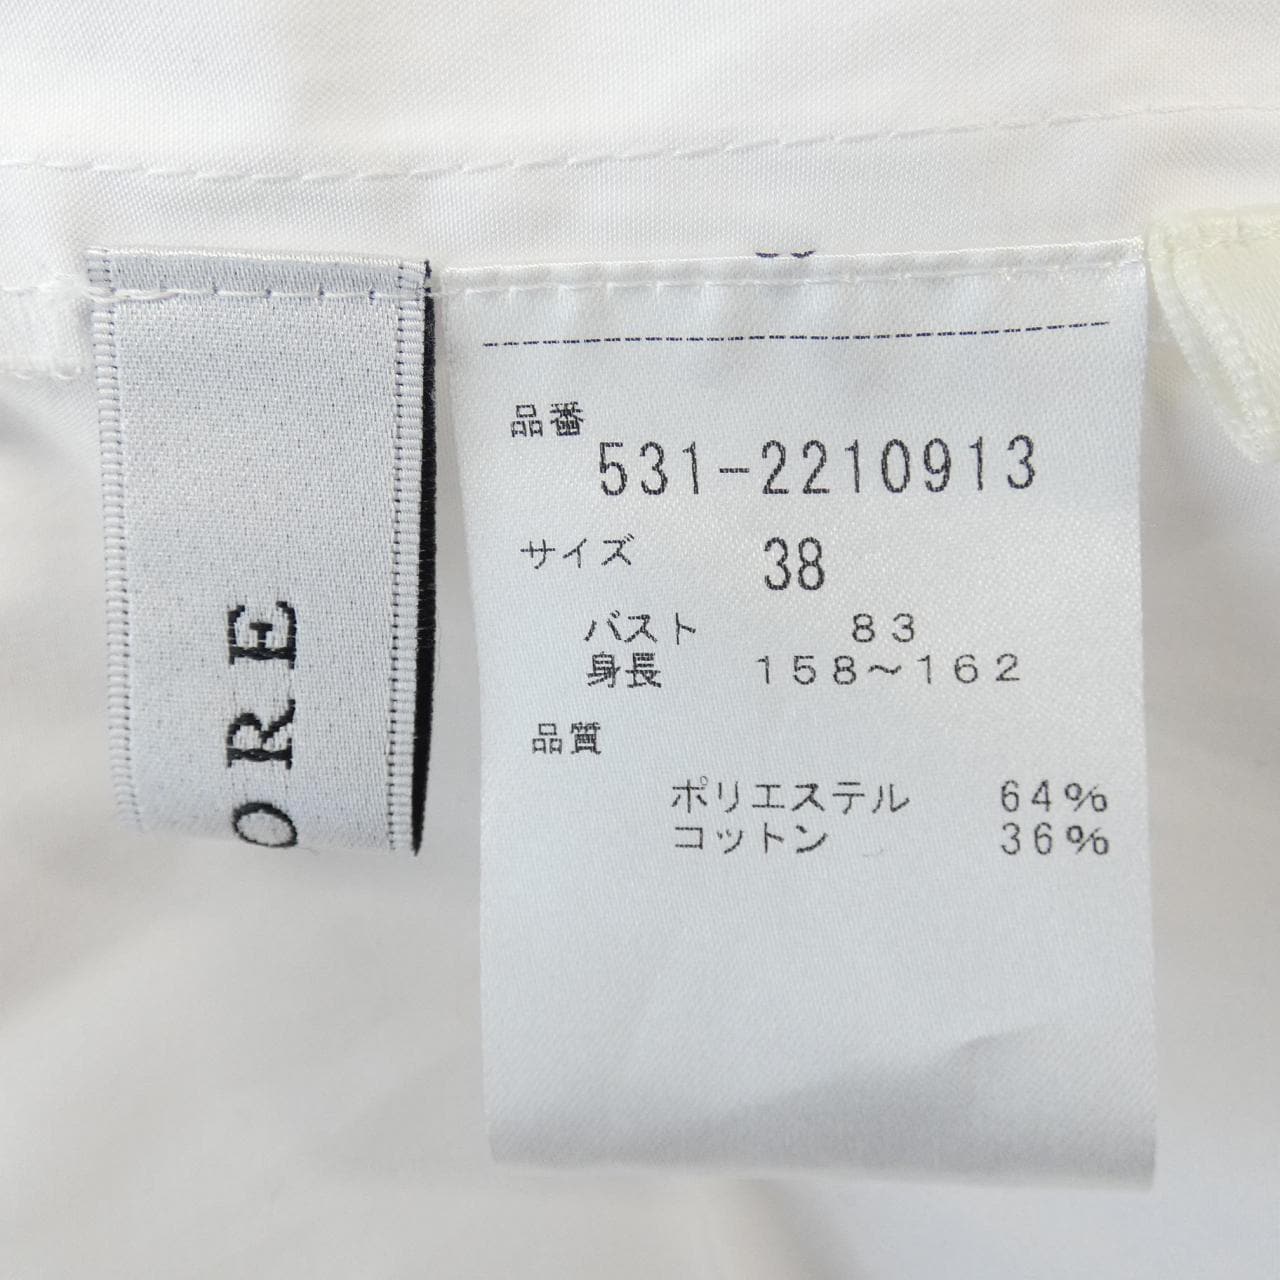 ORE
品番
531-2210913
サイズ 38
バスト 83
身長 158～162
品質
ポリエステル 64%
コットン 36%